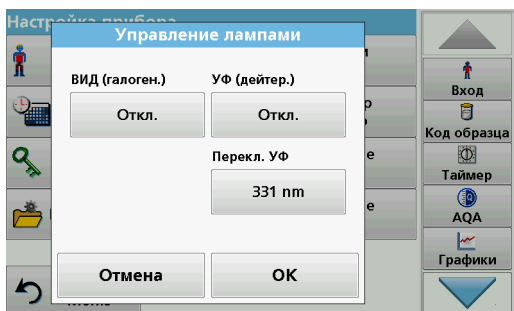 Настройка прибора
Управление лампами
ВИД (галоген.)
УФ (дейтер.)
Откл.
Откл.
Перекл. УФ
331 nm
Отмена
ОК
Вход
Код образца
Таймер
AQA
Графики